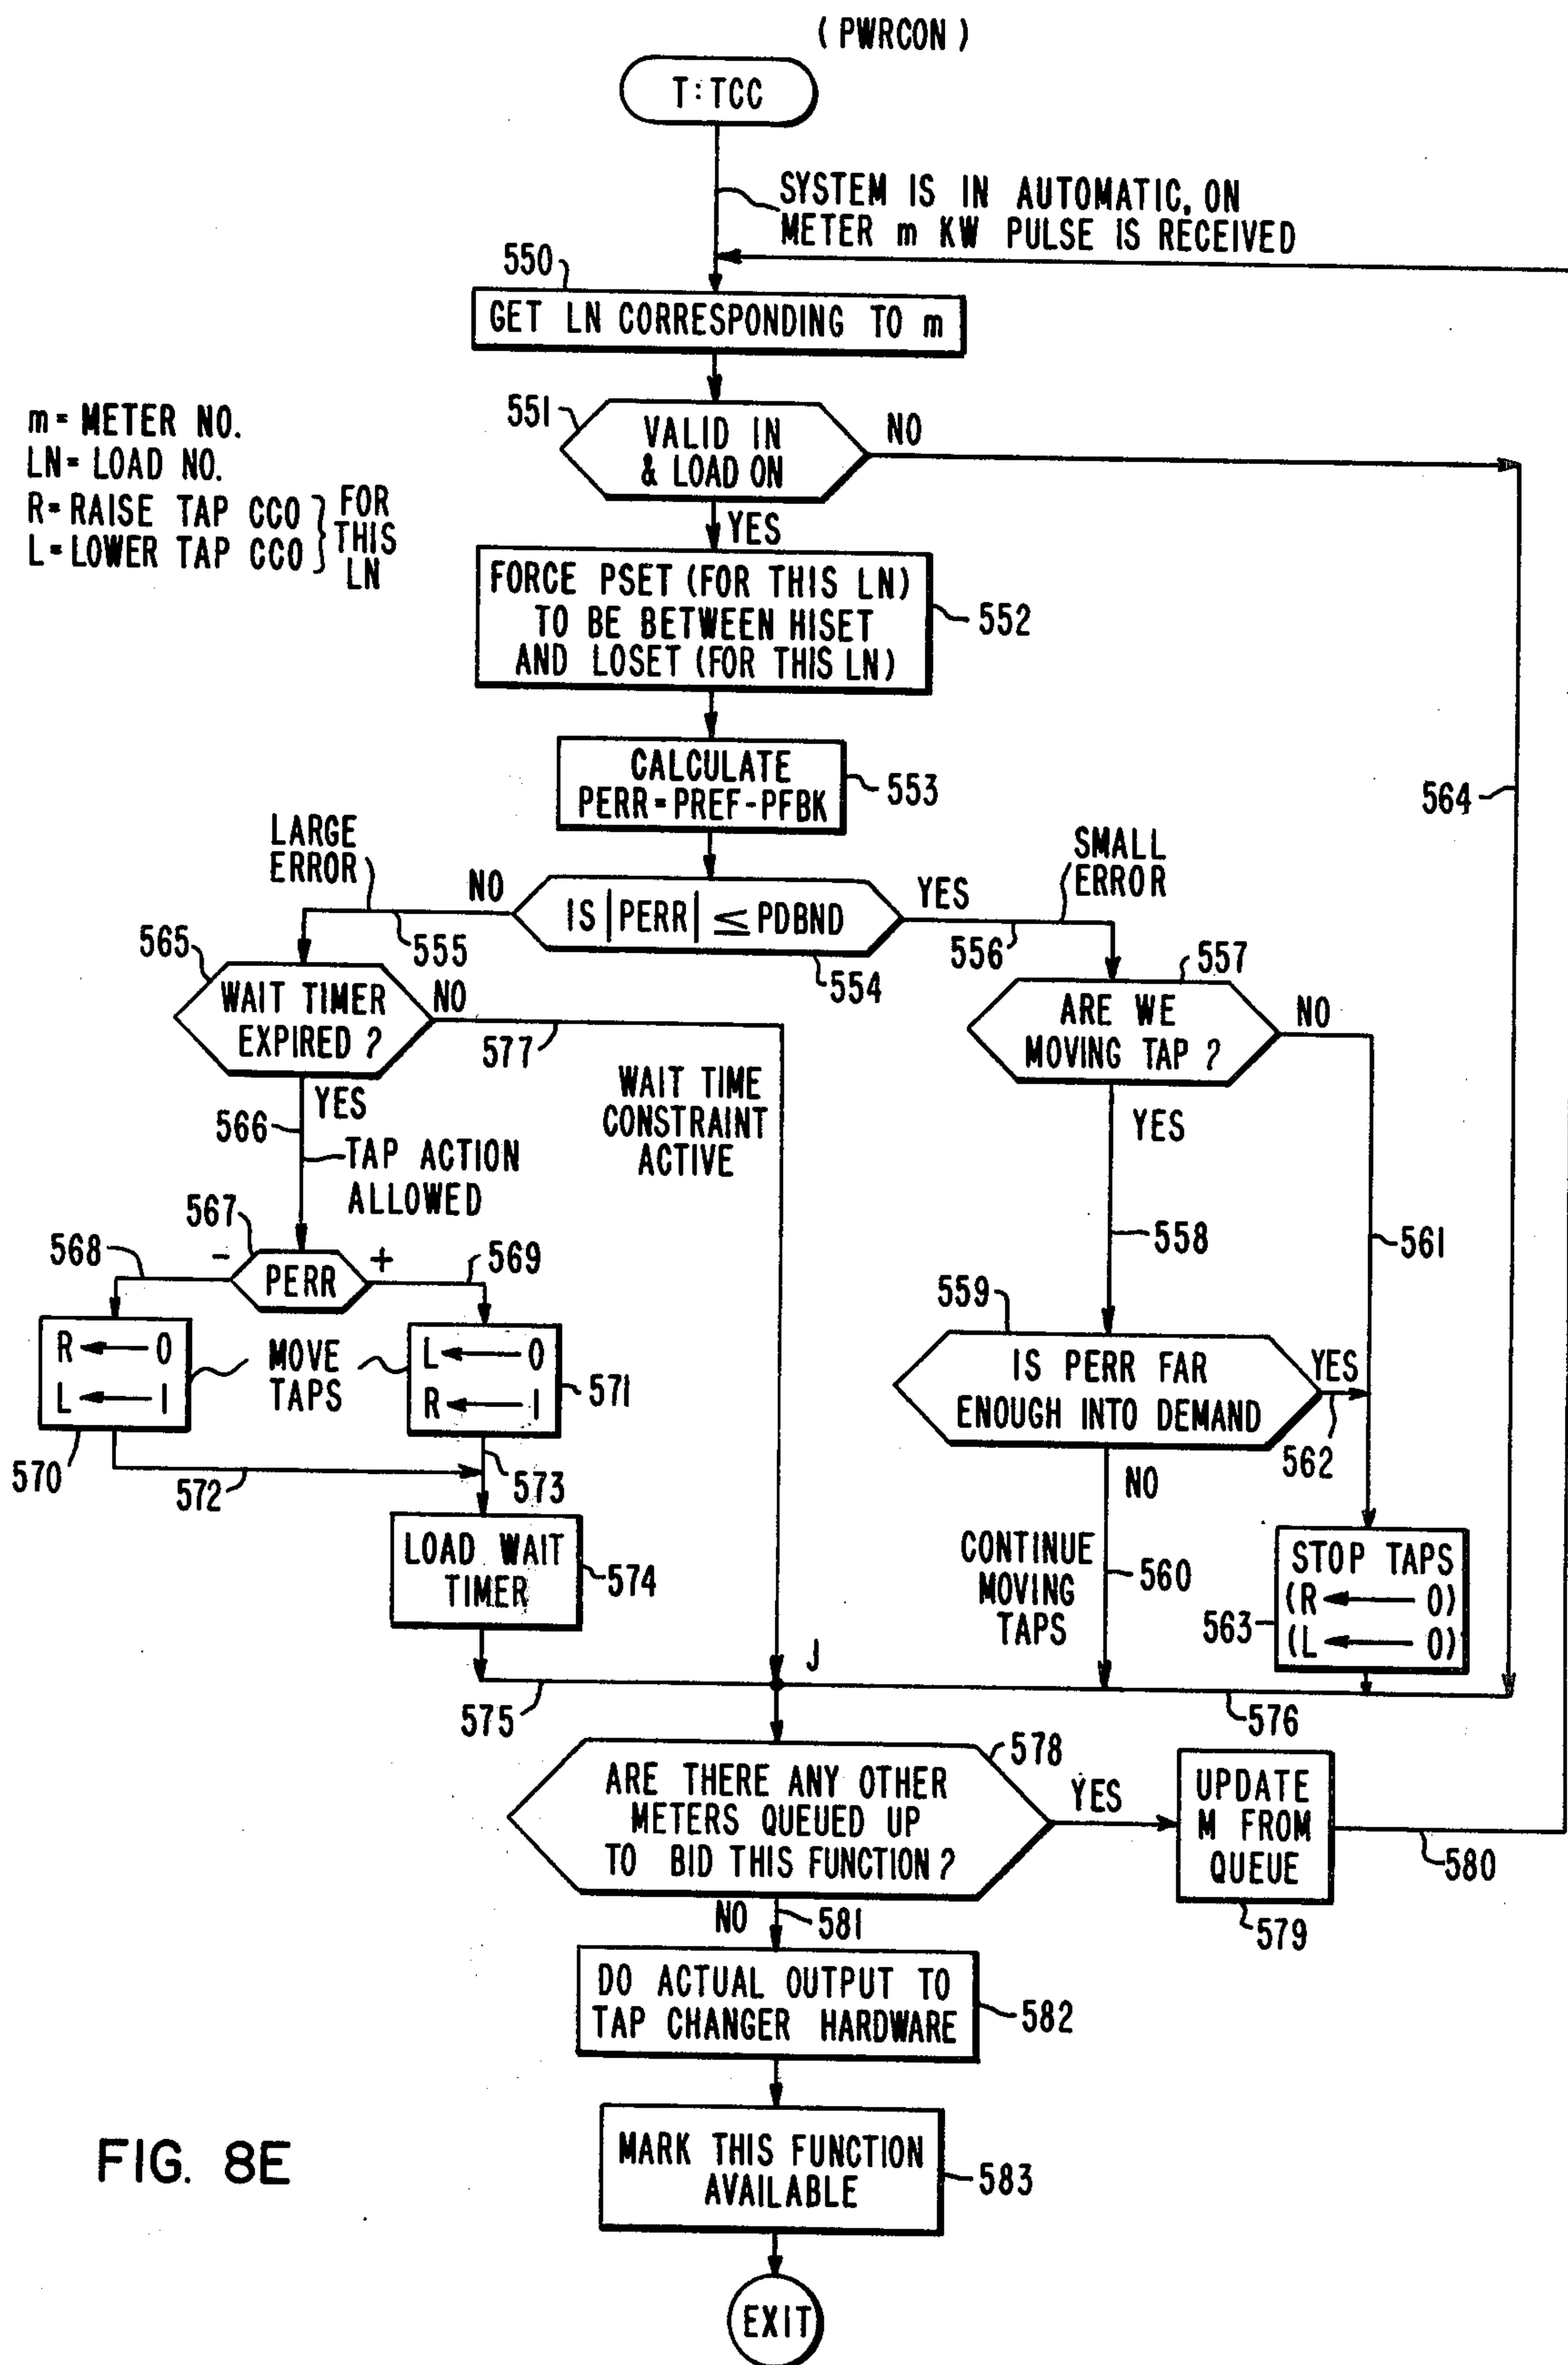 (PWRCON)
T:TCC
SYSTEM IS IN AUTOMATIC, ON
METER m KW PULSE IS RECEIVED
550
GET LN CORRESPONDING TO m
m = METER NO.
LN = LOAD NO.
R = RAISE TAP CCO
L = LOWER TAP CCO
} FOR
THIS
LN
551
VALID IN
& LOAD ON
NO
YES
FORCE PSET (FOR THIS LN)
TO BE BETWEEN HISET
AND LOSET (FOR THIS LN)
552
CALCULATE
PERR = PREF-PFBK
553
564
LARGE
ERROR
NO
IS |PERR| ≤ PDBND
YES
SMALL
ERROR
555
554
556
565
WAIT TIMER
EXPIRED ?
NO
577
557
ARE WE
MOVING TAP ?
NO
YES
566
TAP ACTION
ALLOWED
WAIT TIME
CONSTRAINT
ACTIVE
YES
558
561
567
568
-
PERR
+
569
R ← 0
L ← 1
MOVE
TAPS
L ← 0
R ← 1
571
570
572
573
559
IS PERR FAR
ENOUGH INTO DEMAND
YES
562
NO
LOAD WAIT
TIMER
574
CONTINUE
MOVING
TAPS
560
STOP TAPS
(R ← 0)
(L ← 0)
563
J
575
576
578
ARE THERE ANY OTHER
METERS QUEUED UP
TO BID THIS FUNCTION ?
YES
UPDATE
M FROM
QUEUE
580
579
NO
581
DO ACTUAL OUTPUT TO
TAP CHANGER HARDWARE
582
MARK THIS FUNCTION
AVAILABLE
583
EXIT
FIG. 8E